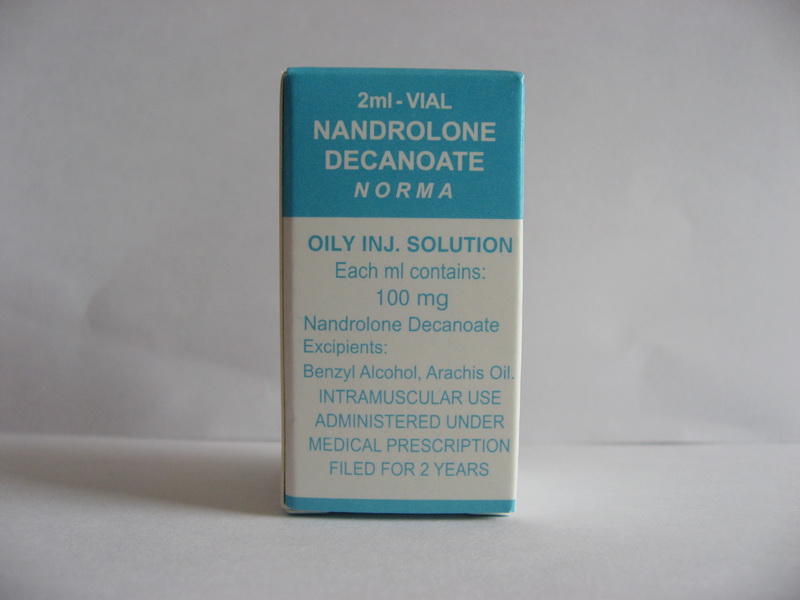 2ml - VIAL
NANDROLONE
DECANOATE
NORMA
OILY INJ. SOLUTION
Each ml contains:
100 mg
Nandrolone Decanoate
Excipients:
Benzyl Alcohol, Arachis Oil.
INTRAMUSCULAR USE
ADMINISTERED UNDER
MEDICAL PRESCRIPTION
FILED FOR 2 YEARS